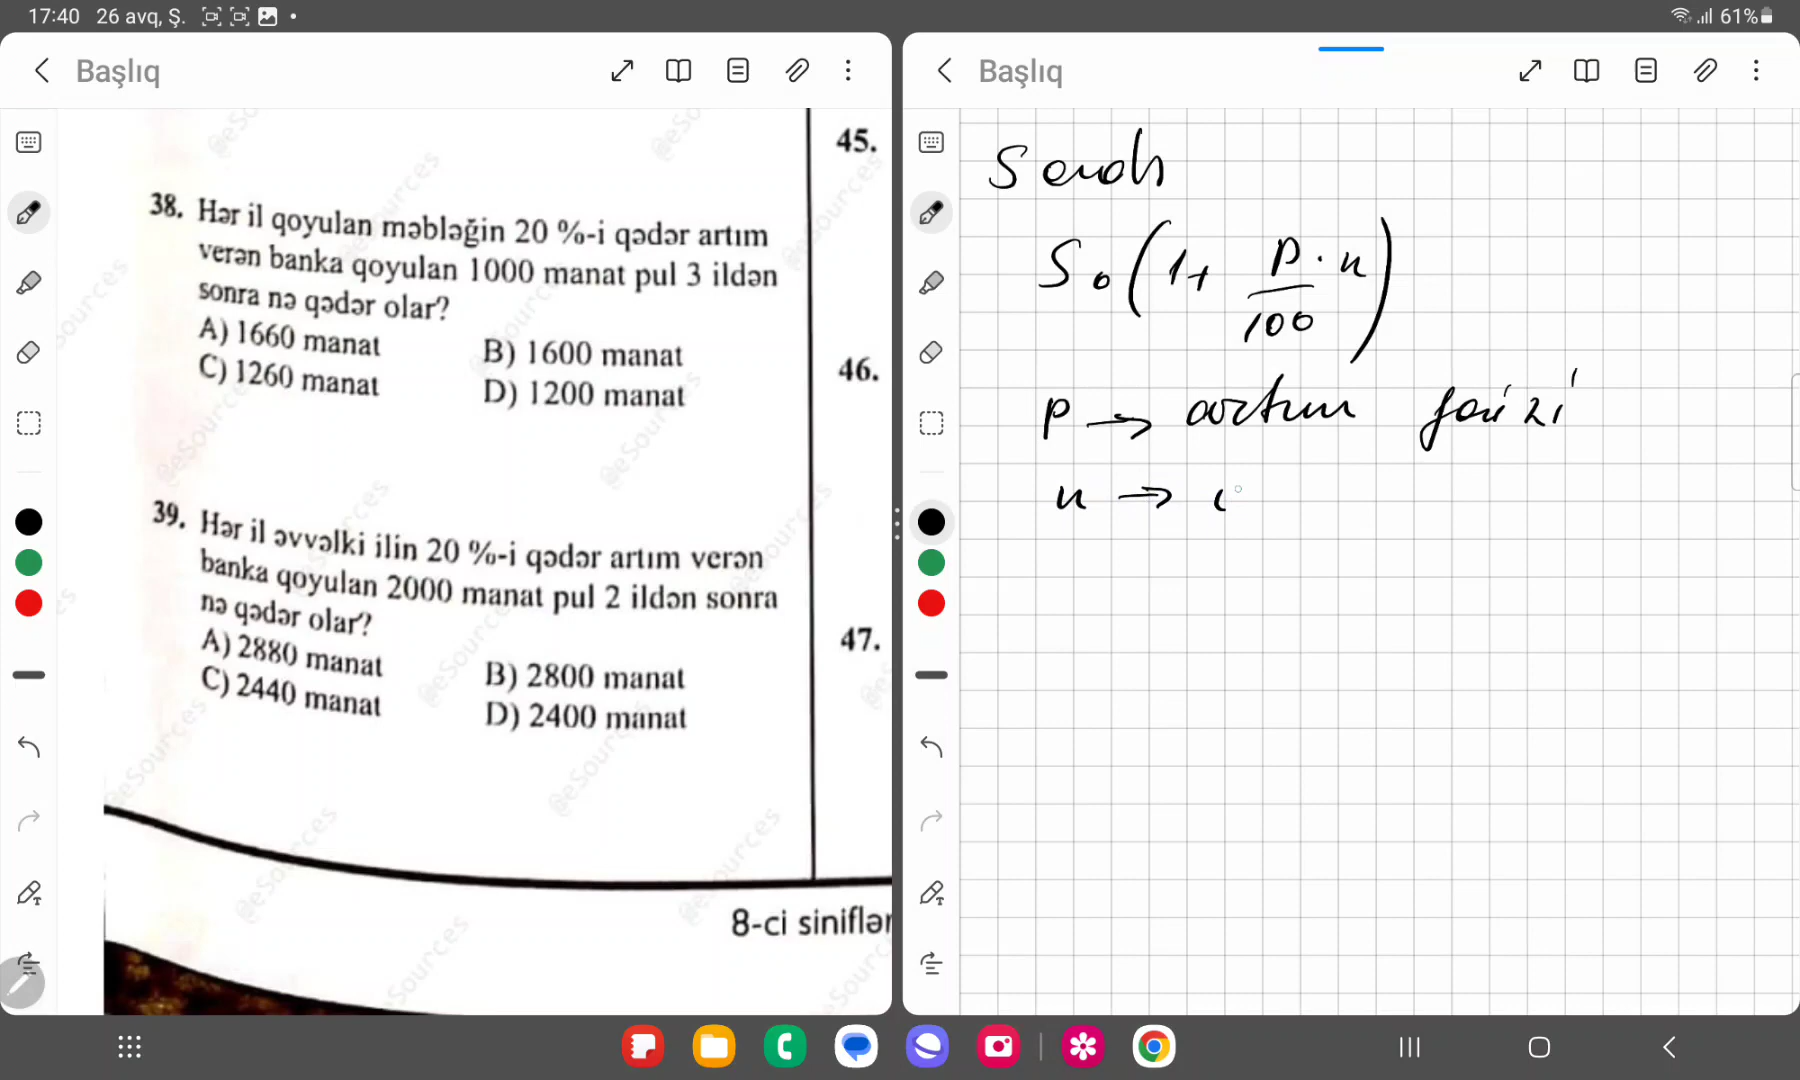 17:40 26 avq, Ş.
61%
Başlıq
38. Hər il qoyulan məbləğin 20 %-i qədər artım
verən banka qoyulan 1000 manat pul 3 ildən
sonra nə qədər olar?
A) 1660 manat B) 1600 manat
C) 1260 manat D) 1200 manat
39. Hər il əvvəlki ilin 20 %-i qədər artım verən
banka qoyulan 2000 manat pul 2 ildən sonra
nə qədər olar?
A) 2880 manat B) 2800 manat
C) 2440 manat D) 2400 manat
8-ci siniflər
45.
46.
47.
@eSources
Başlıq
Sadə
S₀(1+ p·n/100)
p → artım faizi
n →